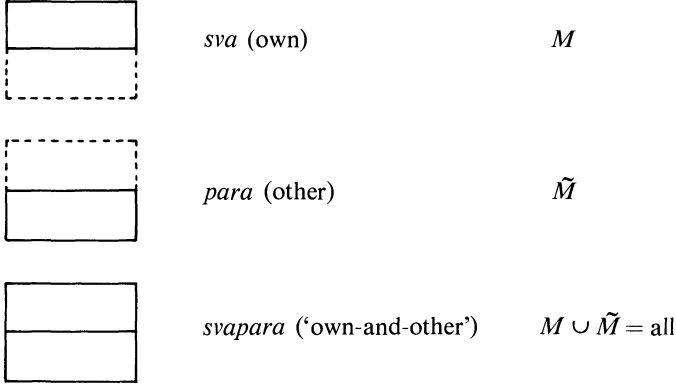 sva (own) M
para (other) M̃
svapara (‘own-and-other’) M ∪ M̃ = all